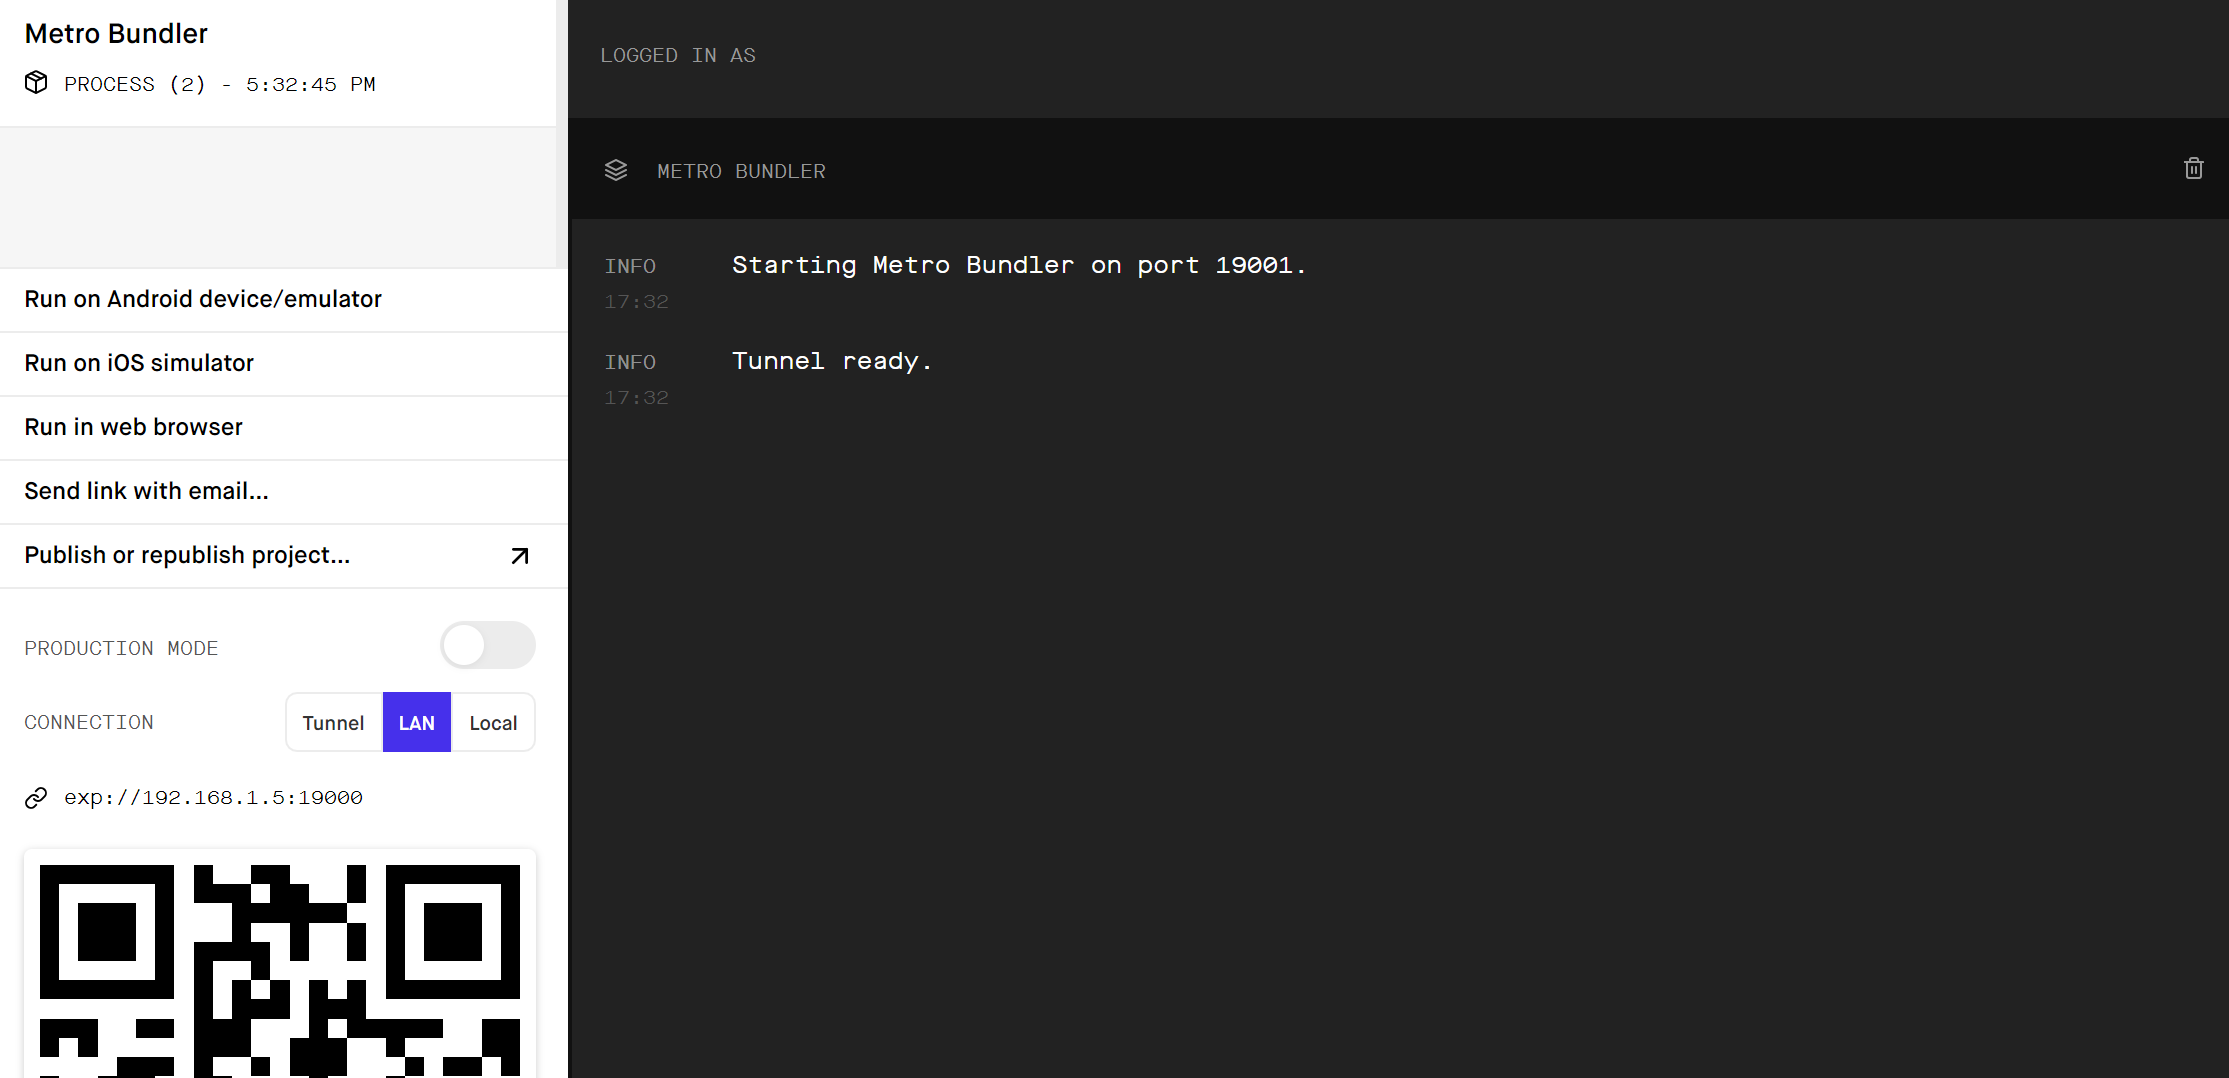 Metro Bundler
PROCESS (2) - 5:32:45 PM
Run on Android device/emulator
Run on iOS simulator
Run in web browser
Send link with email...
Publish or republish project...
PRODUCTION MODE
CONNECTION
Tunnel LAN Local
exp://192.168.1.5:19000
LOGGED IN AS
METRO BUNDLER
INFO Starting Metro Bundler on port 19001.
17:32
INFO Tunnel ready.
17:32